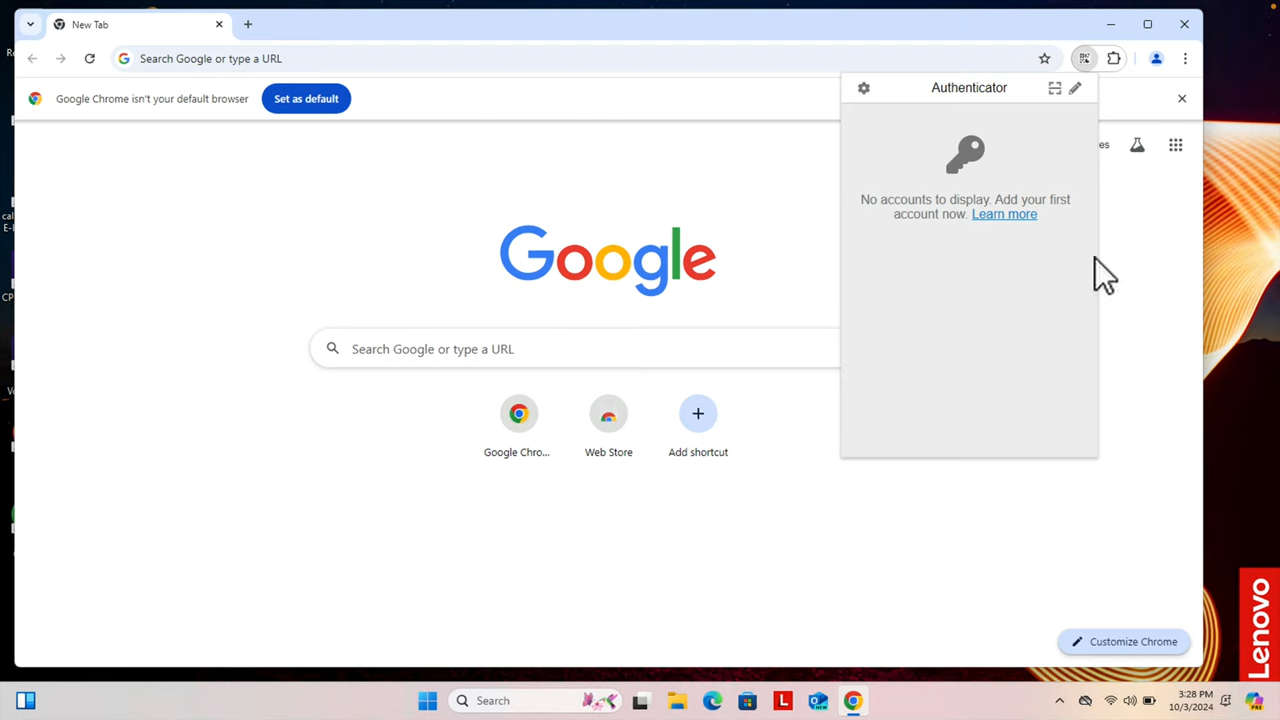 New Tab
Search Google or type a URL
Google Chrome isn't your default browser
Set as default
Authenticator
No accounts to display. Add your first
account now. Learn more
es
Google
Search Google or type a URL
Google Chro...
Web Store
Add shortcut
Customize Chrome
Lenovo
Search
3:28 PM
10/3/2024